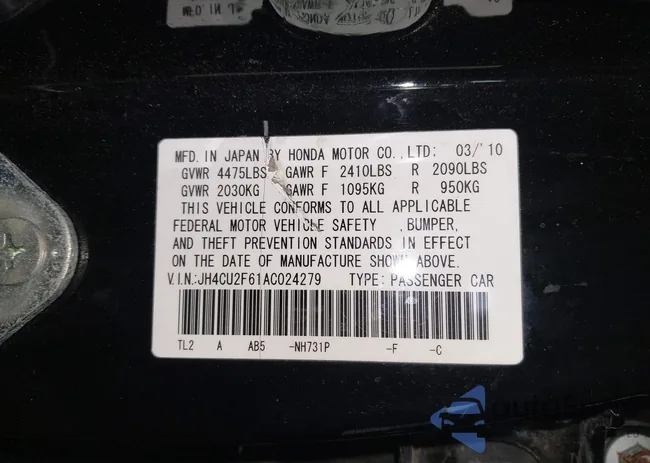 MFD. IN JAPAN BY HONDA MOTOR CO., LTD: 03/'10
GVWR 4475LBS GAWR F 2410LBS R 2090LBS
GVWR 2030KG GAWR F 1095KG R 950KG
THIS VEHICLE CONFORMS TO ALL APPLICABLE
FEDERAL MOTOR VEHICLE SAFETY , BUMPER,
AND THEFT PREVENTION STANDARDS IN EFFECT
ON THE DATE OF MANUFACTURE SHOWN ABOVE.
V.I.N.:JH4CU2F61AC024279 TYPE: PASSENGER CAR
TL2 A AB5 -NH731P -F -C